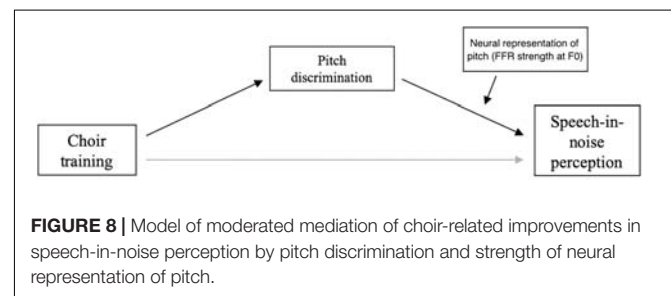 Neural representation of
pitch (FFR strength at F0)
Pitch
discrimination
Choir
training
Speech-in-
noise
perception
FIGURE 8 | Model of moderated mediation of choir-related improvements in
speech-in-noise perception by pitch discrimination and strength of neural
representation of pitch.